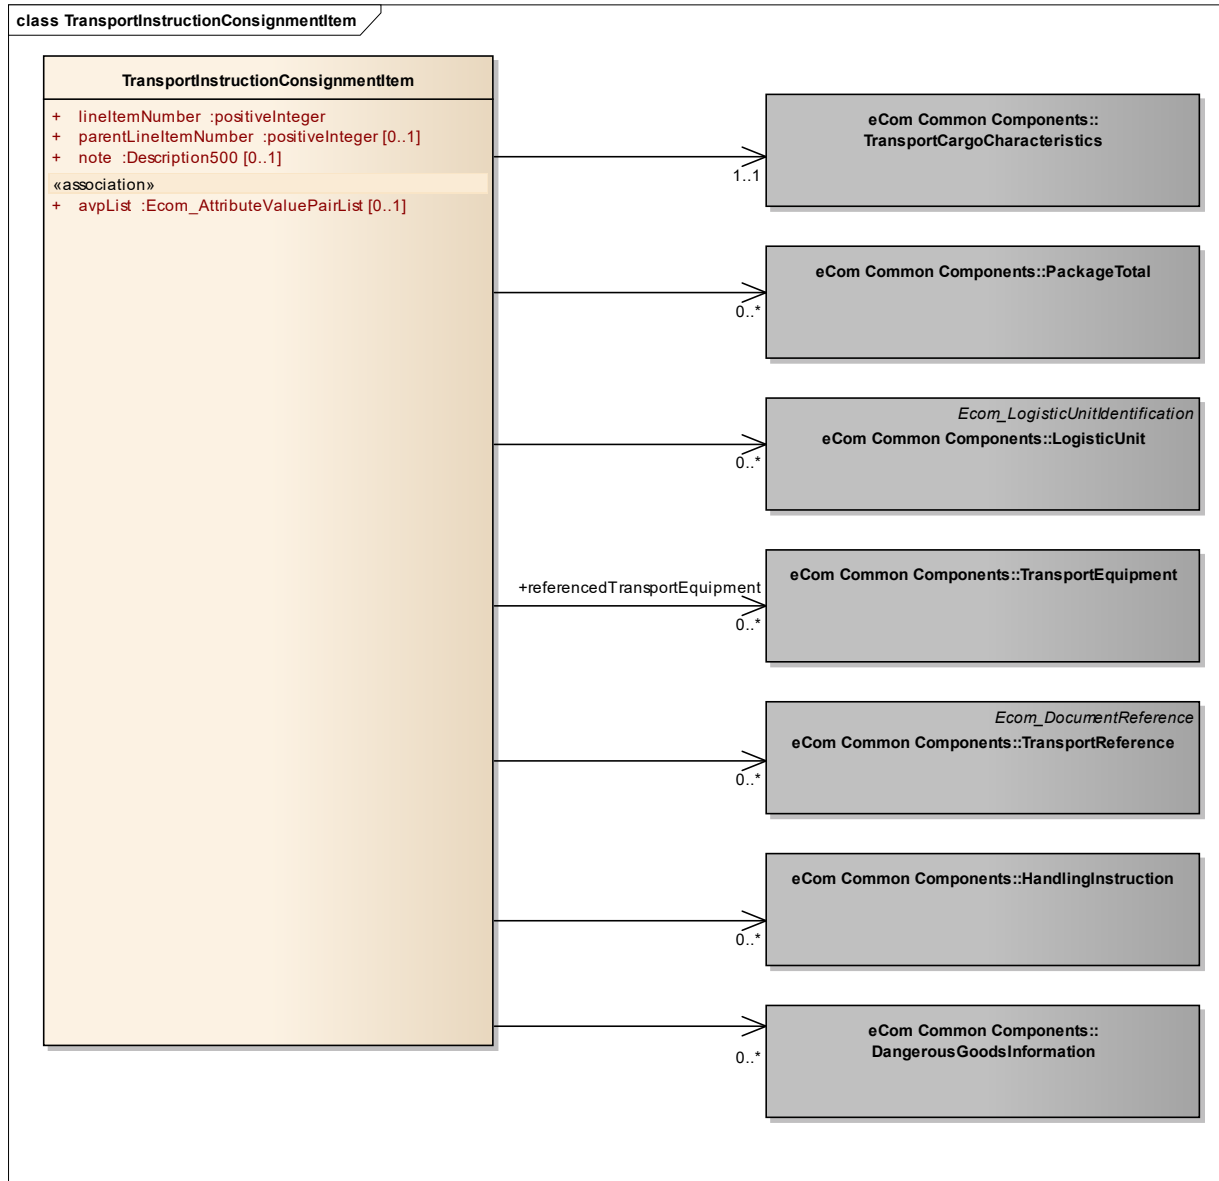 class TransportInstructionConsignmentItem
TransportInstructionConsignmentItem
+ lineItemNumber :positiveInteger
+ parentLineItemNumber :positiveInteger [0..1]
+ note :Description500 [0..1]
«association»
+ avpList :Ecom_AttributeValuePairList [0..1]
eCom Common Components::
TransportCargoCharacteristics
1..1
eCom Common Components::PackageTotal
0..*
Ecom_LogisticUnitIdentification
eCom Common Components::LogisticUnit
0..*
eCom Common Components::TransportEquipment
+referencedTransportEquipment
0..*
Ecom_DocumentReference
eCom Common Components::TransportReference
0..*
eCom Common Components::HandlingInstruction
0..*
eCom Common Components::
DangerousGoodsInformation
0..*